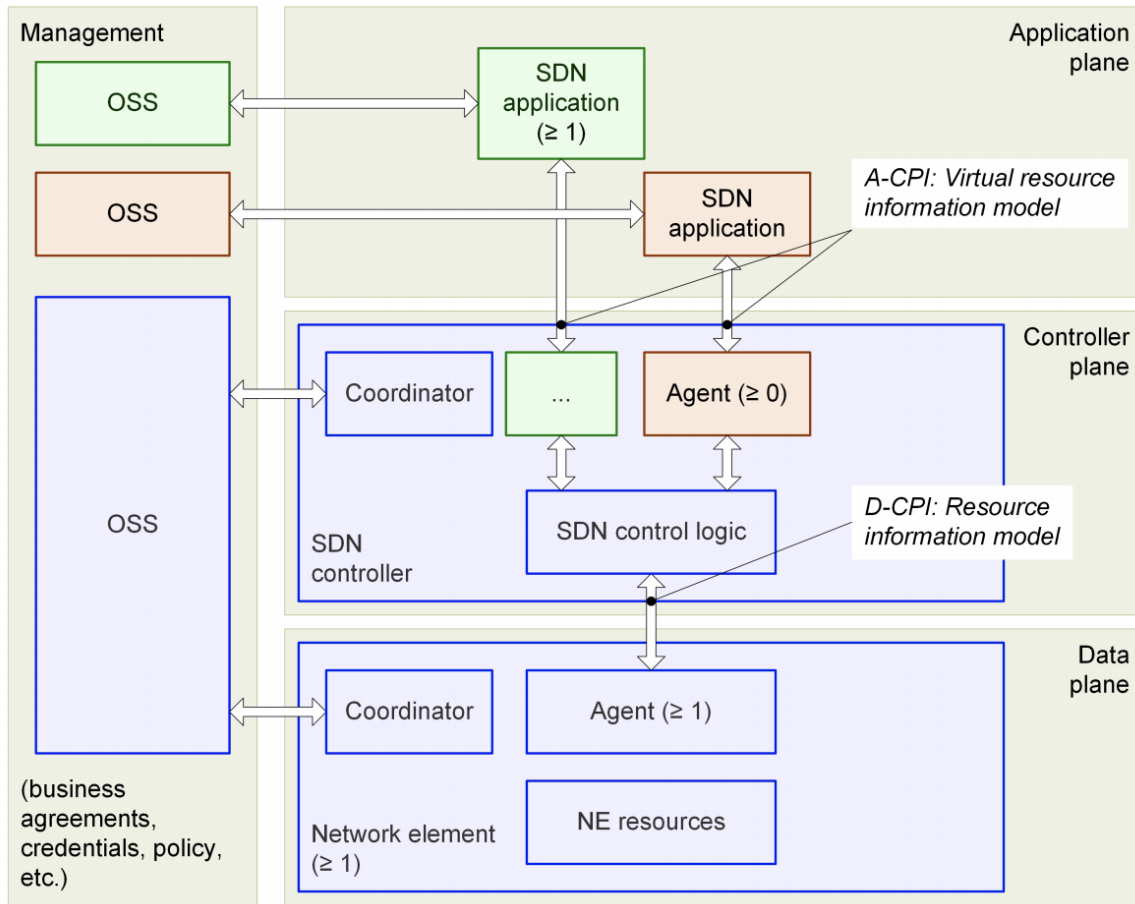 Management
OSS
OSS
OSS
(business
agreements,
credentials, policy,
etc.)
Application
plane
SDN
application
(≥ 1)
SDN
application
A-CPI: Virtual resource
information model
Controller
plane
Coordinator
...
Agent (≥ 0)
SDN control logic
SDN
controller
D-CPI: Resource
information model
Data
plane
Coordinator
Agent (≥ 1)
NE resources
Network element
(≥ 1)